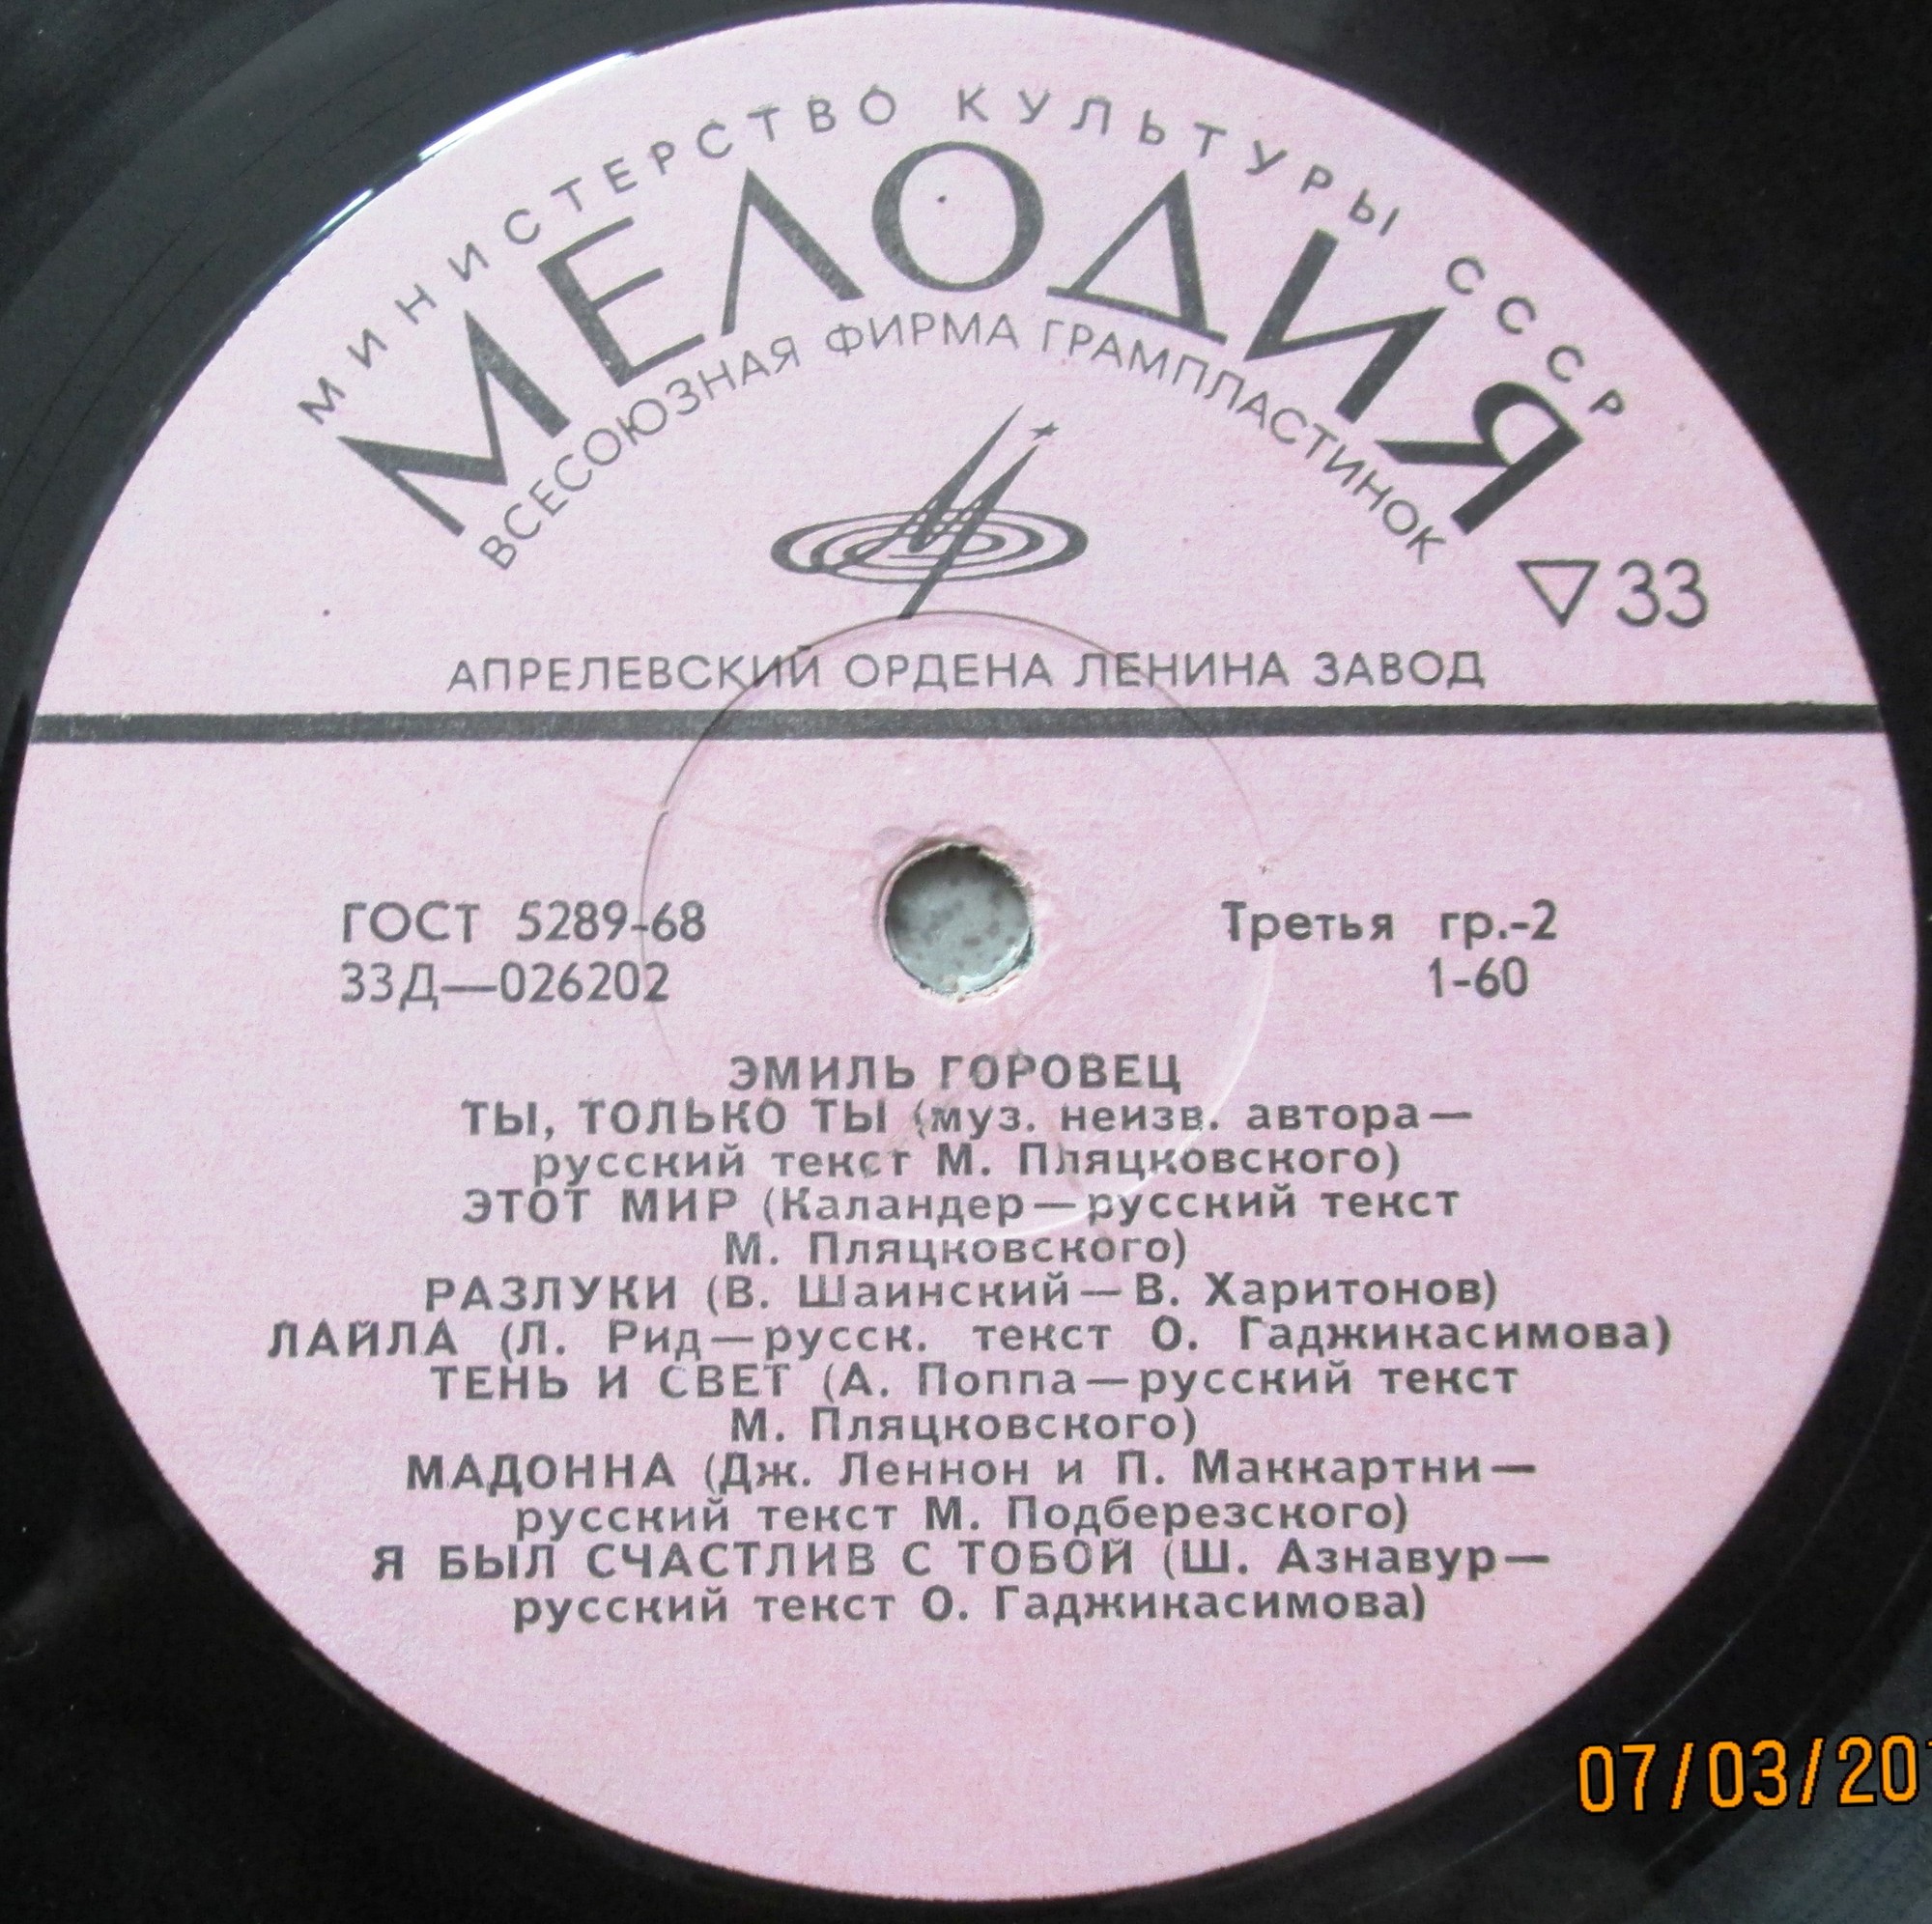 МИНИСТЕРСТВО КУЛЬТУРЫ СССР
МЕЛОДИЯ
ВСЕСОЮЗНАЯ ФИРМА ГРАМПЛАСТИНОК
33
АПРЕЛЕВСКИЙ ОРДЕНА ЛЕНИНА ЗАВОД
ГОСТ 5289-68
Третья гр.-2
33Д—026202
1-60
ЭМИЛЬ ГОРОВЕЦ
ТЫ, ТОЛЬКО ТЫ (муз. неизв. автора—
русский текст М. Пляцковского)
ЭТОТ МИР (Каландер—русский текст
М. Пляцковского)
РАЗЛУКИ (В. Шаинский—В. Харитонов)
ЛАЙЛА (Л. Рид—русск. текст О. Гаджикасимова)
ТЕНЬ И СВЕТ (А. Поппа—русский текст
М. Пляцковского)
МАДОННА (Дж. Леннон и П. Маккартни—
русский текст М. Подберезского)
Я БЫЛ СЧАСТЛИВ С ТОБОЙ (Ш. Азнавур—
русский текст О. Гаджикасимова)
07/03/20